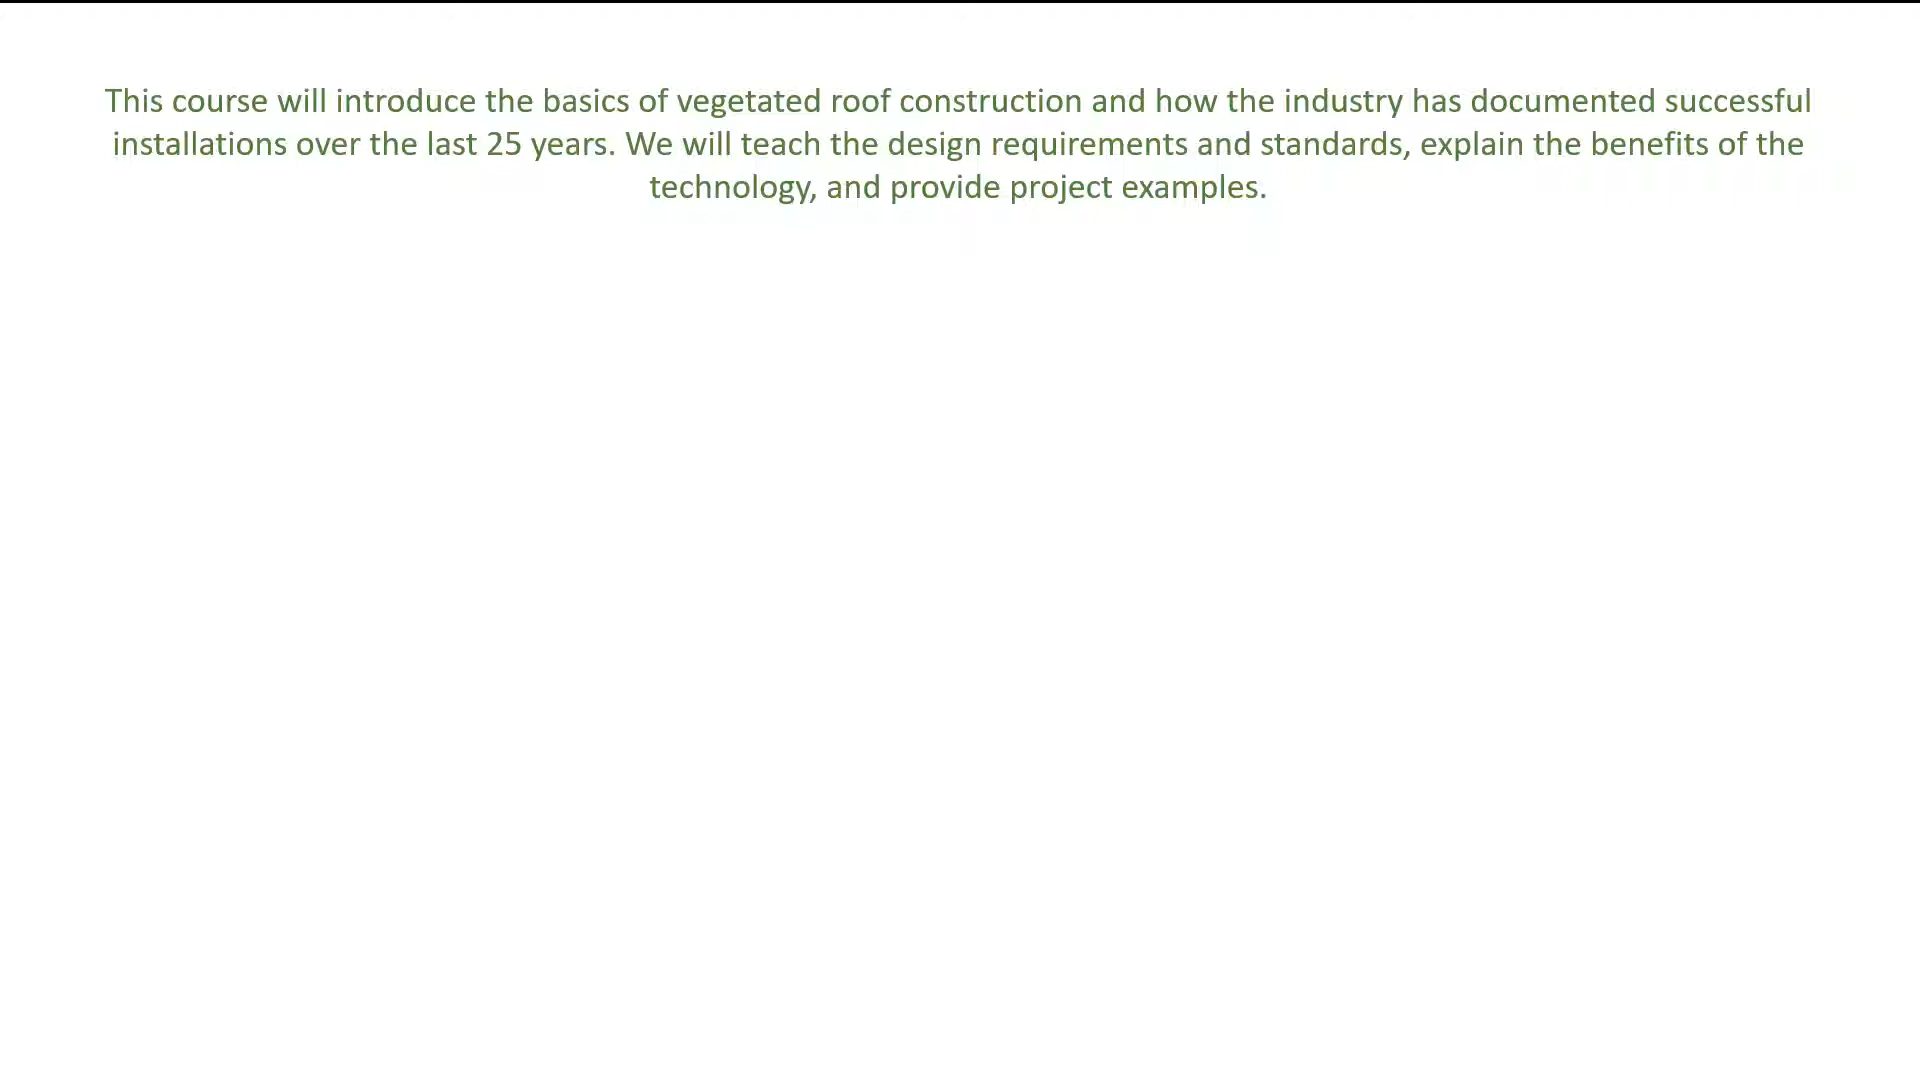 This course will introduce the basics of vegetated roof construction and how the industry has documented successful
installations over the last 25 years. We will teach the design requirements and standards, explain the benefits of the
technology, and provide project examples.